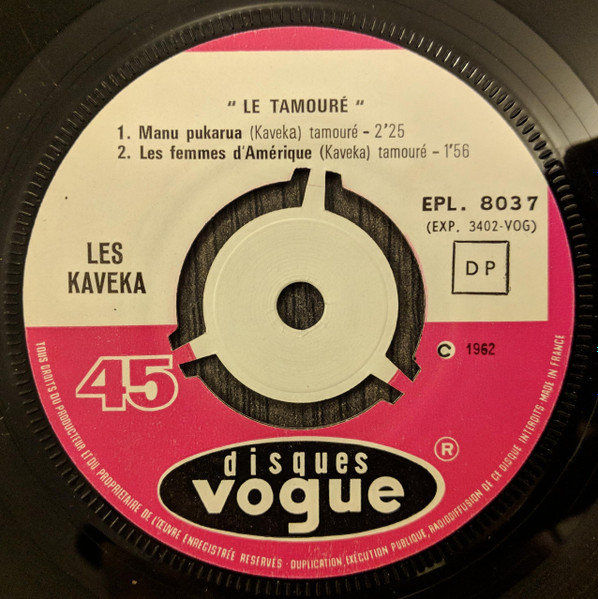 " LE TAMOURÉ "
1. Manu pukarua (Kaveka) tamouré - 2'25
2. Les femmes d'Amérique (Kaveka) tamouré - 1'56
EPL. 8037
(EXP. 3402-VOG)
DP
LES
KAVEKA
© 1962
45
disques
vogue
®
TOUS DROITS DU PRODUCTEUR ET DU PROPRIETAIRE DE L'ŒUVRE ENREGISTRÉE RESERVÉS · DUPLICATION, EXÉCUTION PUBLIQUE, RADIODIFFUSION DE CE DISQUE INTERDITS MADE IN FRANCE